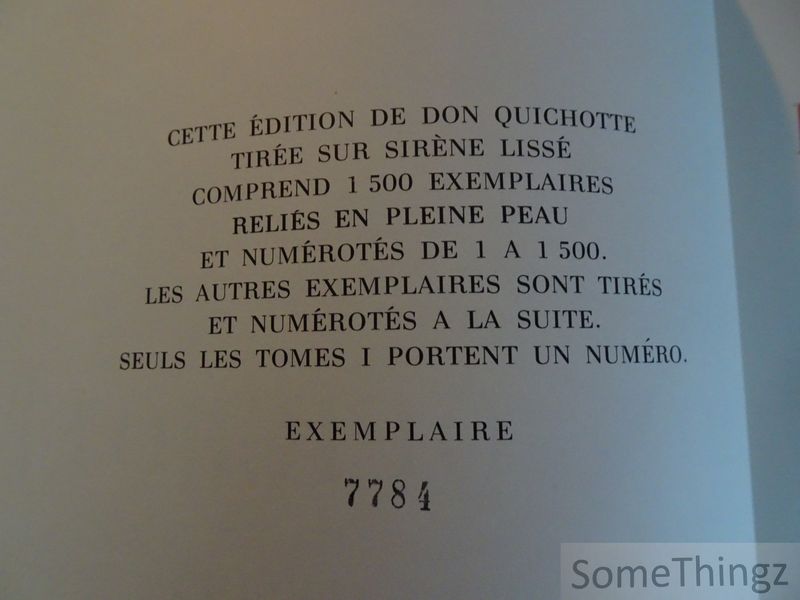 CETTE ÉDITION DE DON QUICHOTTE
TIRÉE SUR SIRÈNE LISSÉ
COMPREND 1 500 EXEMPLAIRES
RELIÉS EN PLEINE PEAU
ET NUMÉROTÉS DE 1 A 1 500.
LES AUTRES EXEMPLAIRES SONT TIRÉS
ET NUMÉROTÉS A LA SUITE.
SEULS LES TOMES I PORTENT UN NUMÉRO.
EXEMPLAIRE
7784
SomeThingz